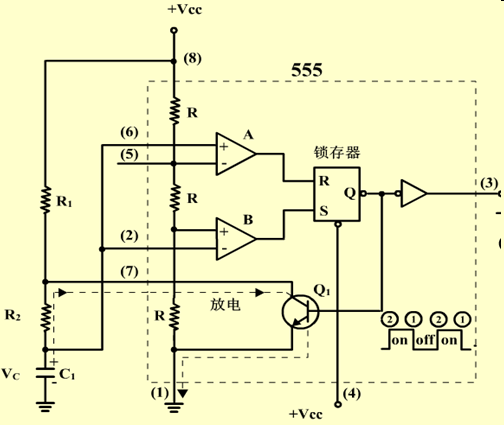 +Vcc
(8)
555
R
(6)
A
+
(5)
-
锁存器
R1
R
R
Q
(3)
S
B
(2)
+
-
(7)
放电
Q1
R2
R
② ① ② ①
on off on
+
VC
C1
-
(1)
(4)
+Vcc